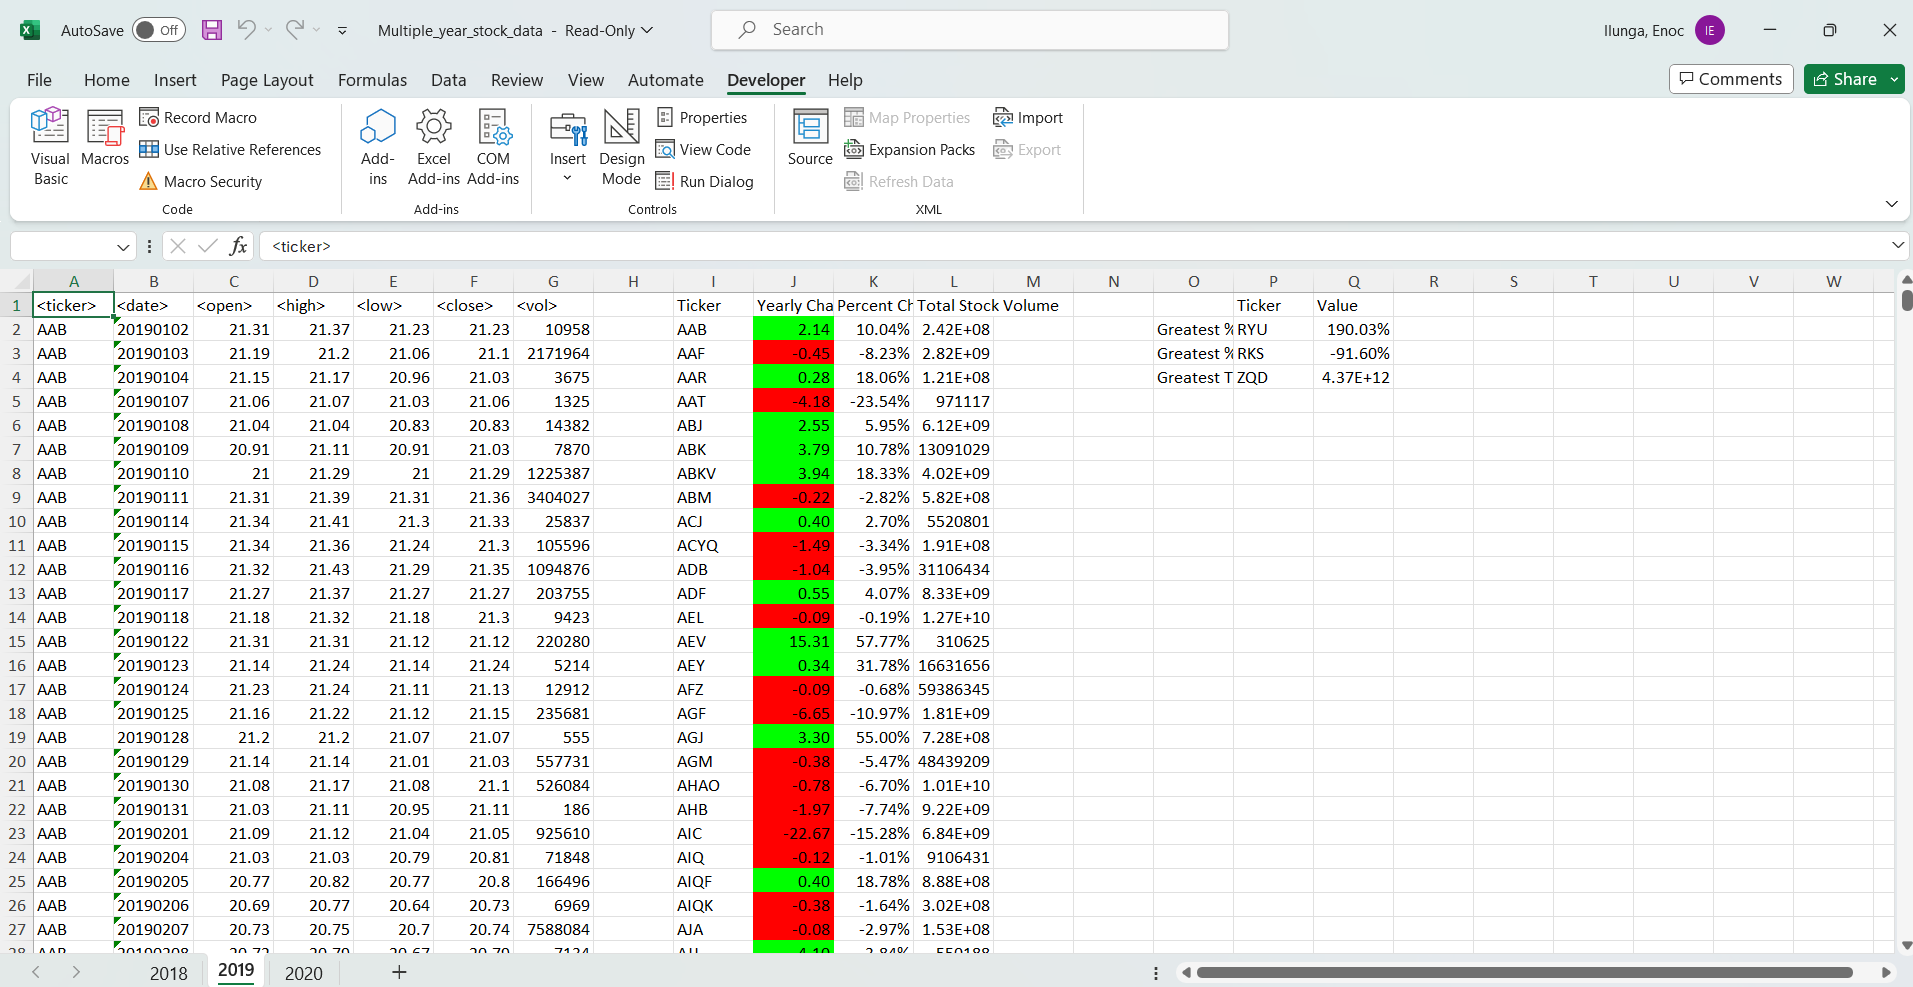 AutoSave Off Multiple_year_stock_data - Read-Only Search Ilunga, Enoc IE
File Home Insert Page Layout Formulas Data Review View Automate Developer Help Comments Share
Visual Basic
Macros
Record Macro
Use Relative References
Macro Security
Code
Add-ins
Excel Add-ins
COM Add-ins
Add-ins
Insert
Design Mode
Properties
View Code
Run Dialog
Controls
Source
Map Properties
Expansion Packs
Refresh Data
Import
Export
XML
fx <ticker>
A B C D E F G H I J K L M N O P Q R S T U V W
1 <ticker> <date> <open> <high> <low> <close> <vol> Ticker Yearly Cha Percent Ch Total Stock Volume Ticker Value
2 AAB 20190102 21.31 21.37 21.23 21.23 10958 AAB 2.14 10.04% 2.42E+08 Greatest % RYU 190.03%
3 AAB 20190103 21.19 21.2 21.06 21.1 2171964 AAF -0.45 -8.23% 2.82E+09 Greatest % RKS -91.60%
4 AAB 20190104 21.15 21.17 20.96 21.03 3675 AAR 0.28 18.06% 1.21E+08 Greatest T ZQD 4.37E+12
5 AAB 20190107 21.06 21.07 21.03 21.06 1325 AAT -4.18 -23.54% 971117
6 AAB 20190108 21.04 21.04 20.83 20.83 14382 ABJ 2.55 5.95% 6.12E+09
7 AAB 20190109 20.91 21.11 20.91 21.03 7870 ABK 3.79 10.78% 13091029
8 AAB 20190110 21 21.29 21 21.29 1225387 ABKV 3.94 18.33% 4.02E+09
9 AAB 20190111 21.31 21.39 21.31 21.36 3404027 ABM -0.22 -2.82% 5.82E+08
10 AAB 20190114 21.34 21.41 21.3 21.33 25837 ACJ 0.40 2.70% 5520801
11 AAB 20190115 21.34 21.36 21.24 21.3 105596 ACYQ -1.49 -3.34% 1.91E+08
12 AAB 20190116 21.32 21.43 21.29 21.35 1094876 ADB -1.04 -3.95% 31106434
13 AAB 20190117 21.27 21.37 21.27 21.27 203755 ADF 0.55 4.07% 8.33E+09
14 AAB 20190118 21.18 21.32 21.18 21.3 9423 AEL -0.09 -0.19% 1.27E+10
15 AAB 20190122 21.31 21.31 21.12 21.12 220280 AEV 15.31 57.77% 310625
16 AAB 20190123 21.14 21.24 21.14 21.24 5214 AEY 0.34 31.78% 16631656
17 AAB 20190124 21.23 21.24 21.11 21.13 12912 AFZ -0.09 -0.68% 59386345
18 AAB 20190125 21.16 21.22 21.12 21.15 235681 AGF -6.65 -10.97% 1.81E+09
19 AAB 20190128 21.2 21.2 21.07 21.07 555 AGJ 3.30 55.00% 7.28E+08
20 AAB 20190129 21.14 21.14 21.01 21.03 557731 AGM -0.38 -5.47% 48439209
21 AAB 20190130 21.08 21.17 21.08 21.1 526084 AHAO -0.78 -6.70% 1.01E+10
22 AAB 20190131 21.03 21.11 20.95 21.11 186 AHB -1.97 -7.74% 9.22E+09
23 AAB 20190201 21.09 21.12 21.04 21.05 925610 AIC -22.67 -15.28% 6.84E+09
24 AAB 20190204 21.03 21.03 20.79 20.81 71848 AIQ -0.12 -1.01% 9106431
25 AAB 20190205 20.77 20.82 20.77 20.8 166496 AIQF 0.40 18.78% 8.88E+08
26 AAB 20190206 20.69 20.77 20.64 20.73 6969 AIQK -0.38 -1.64% 3.02E+08
27 AAB 20190207 20.73 20.75 20.7 20.74 7588084 AJA -0.08 -2.97% 1.53E+08
28 AAB 20190208
2018 2019 2020